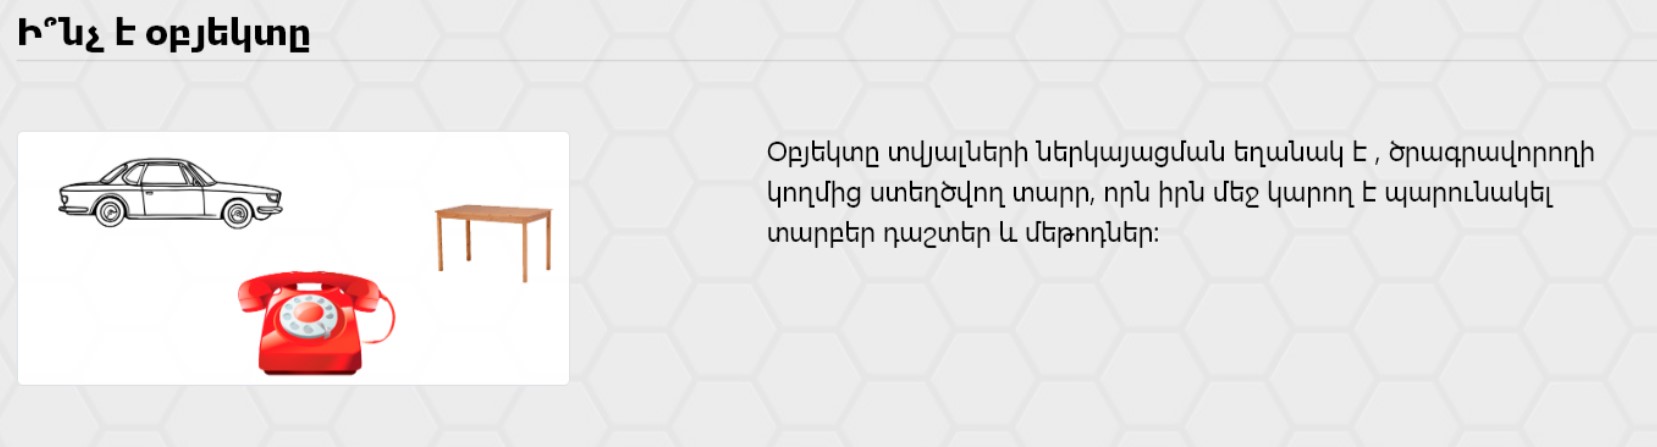 Ի՞նչ է օբյեկտը
Օբյեկտը տվյալների ներկայացման եղանակ է , ծրագրավորողի
կողմից ստեղծվող տարր, որն իրն մեջ կարող է պարունակել
տարբեր դաշտեր և մեթոդներ: